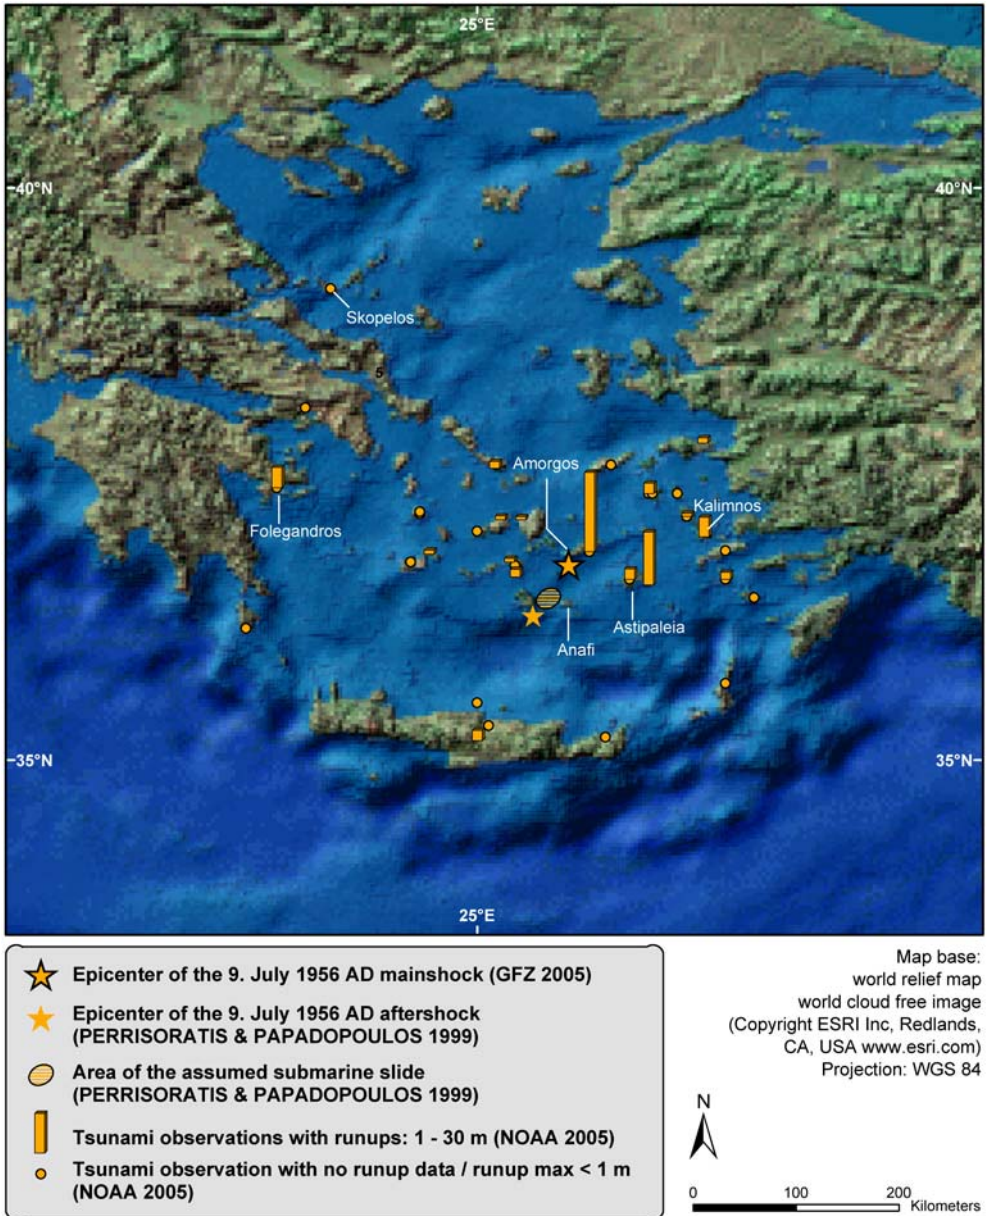 25°E
40°N
40°N
Skopelos
5
Amorgos
Folegandros
Kalimnos
Astipaleia
Anafi
35°N
35°N
25°E
Epicenter of the 9. July 1956 AD mainshock (GFZ 2005)
Epicenter of the 9. July 1956 AD aftershock
(PERRISORATIS & PAPADOPOULOS 1999)
Area of the assumed submarine slide
(PERRISORATIS & PAPADOPOULOS 1999)
Tsunami observations with runups: 1 - 30 m (NOAA 2005)
Tsunami observation with no runup data / runup max < 1 m
(NOAA 2005)
Map base:
world relief map
world cloud free image
(Copyright ESRI Inc, Redlands,
CA, USA www.esri.com)
Projection: WGS 84
N
0 100 200
Kilometers